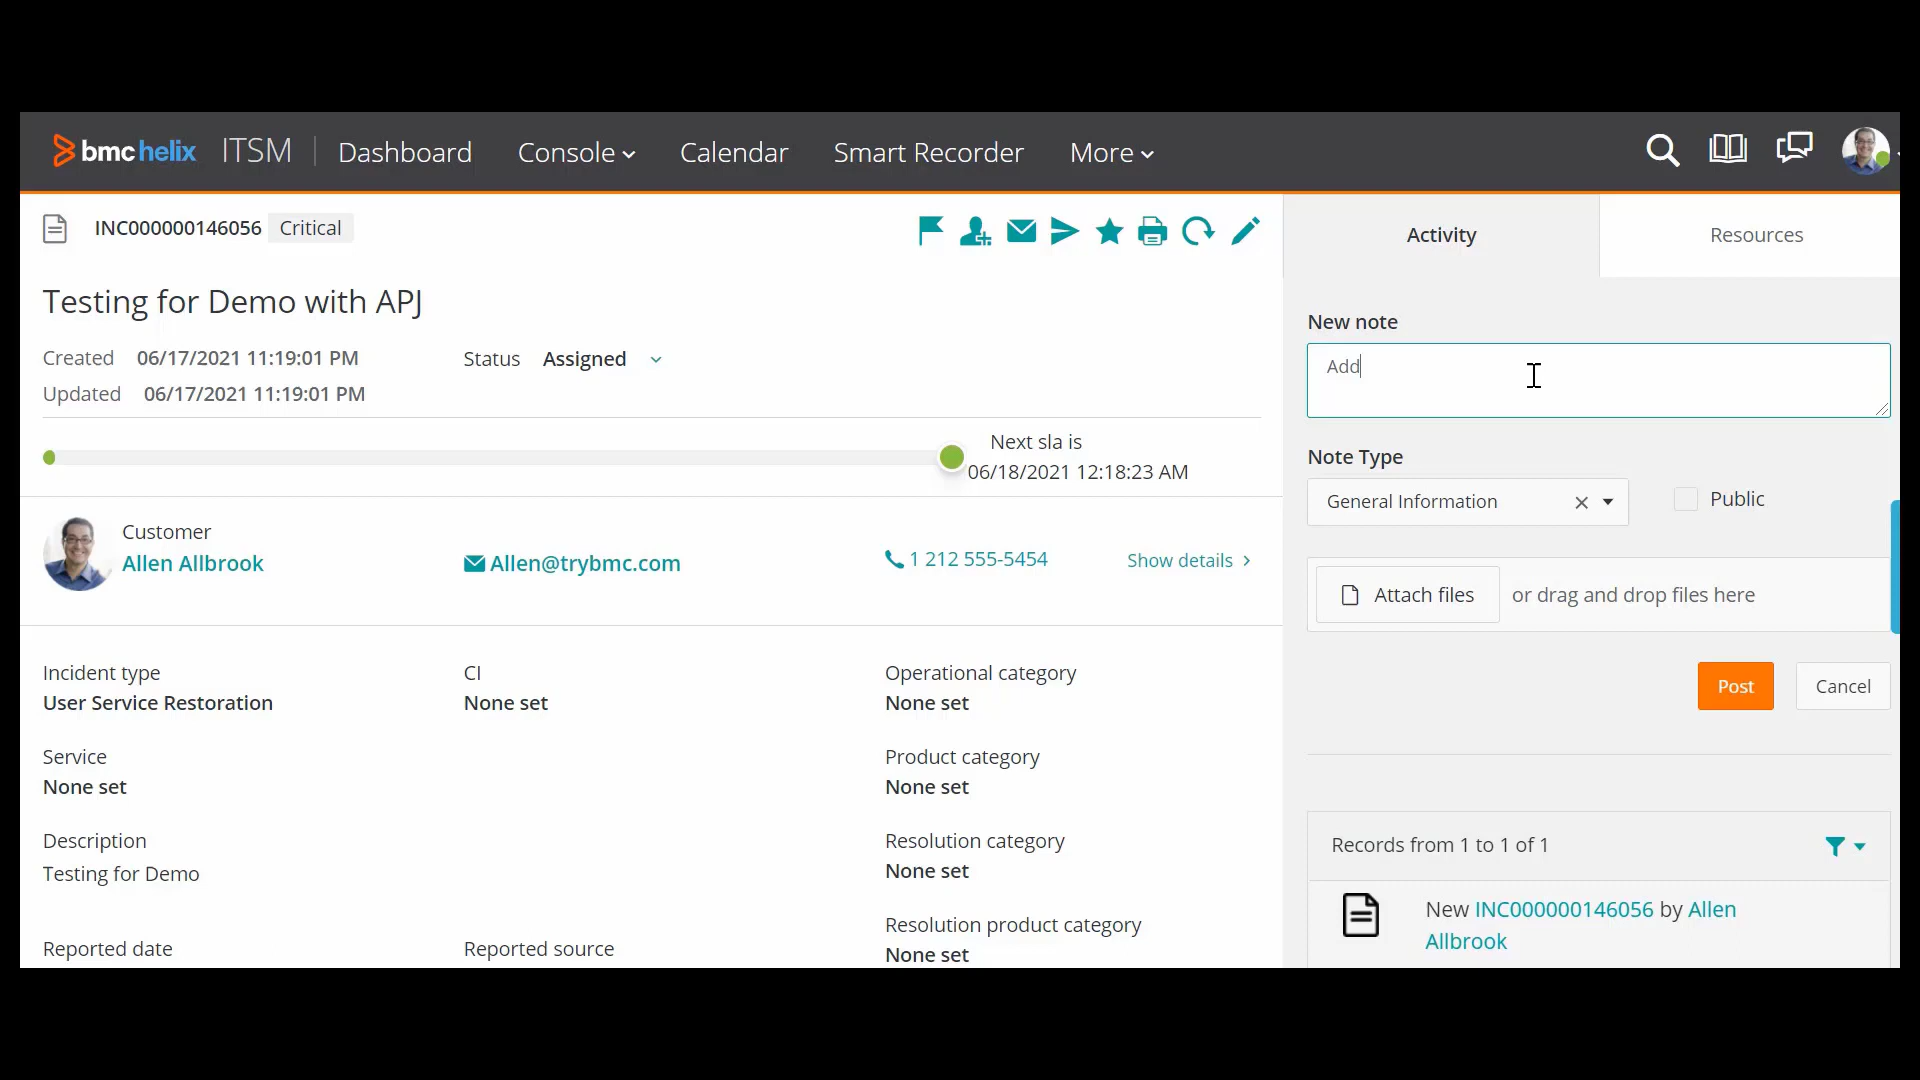 bmc helix ITSM Dashboard Console Calendar Smart Recorder More
INC000000146056 Critical
Testing for Demo with APJ
Created 06/17/2021 11:19:01 PM Status Assigned
Updated 06/17/2021 11:19:01 PM
Next sla is
06/18/2021 12:18:23 AM
Customer
Allen Allbrook Allen@trybmc.com 1 212 555-5454 Show details
Incident type CI Operational category
User Service Restoration None set None set
Service Product category
None set None set
Description Resolution category
Testing for Demo None set
Resolution product category
Reported date Reported source None set
Activity Resources
New note
Add
Note Type
General Information Public
Attach files or drag and drop files here
Post Cancel
Records from 1 to 1 of 1
New INC000000146056 by Allen
Allbrook